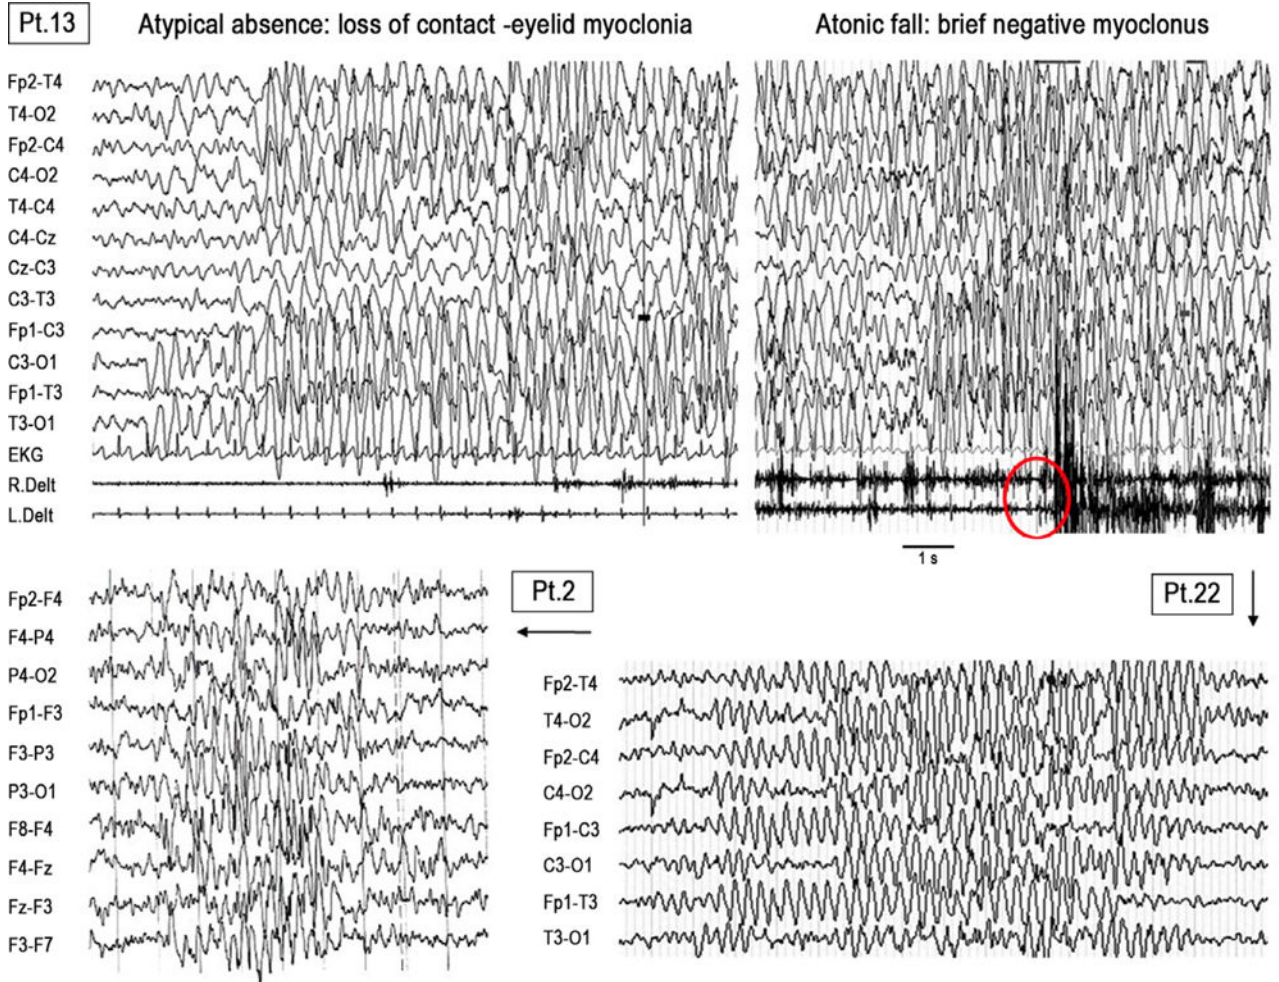 Pt.13
Atypical absence: loss of contact -eyelid myoclonia
Atonic fall: brief negative myoclonus
Fp2-T4
T4-O2
Fp2-C4
C4-O2
T4-C4
C4-Cz
Cz-C3
C3-T3
Fp1-C3
C3-O1
Fp1-T3
T3-O1
EKG
R.Delt
L.Delt
1 s
Pt.2
Pt.22
Fp2-F4
F4-P4
P4-O2
Fp1-F3
F3-P3
P3-O1
F8-F4
F4-Fz
Fz-F3
F3-F7
Fp2-T4
T4-O2
Fp2-C4
C4-O2
Fp1-C3
C3-O1
Fp1-T3
T3-O1